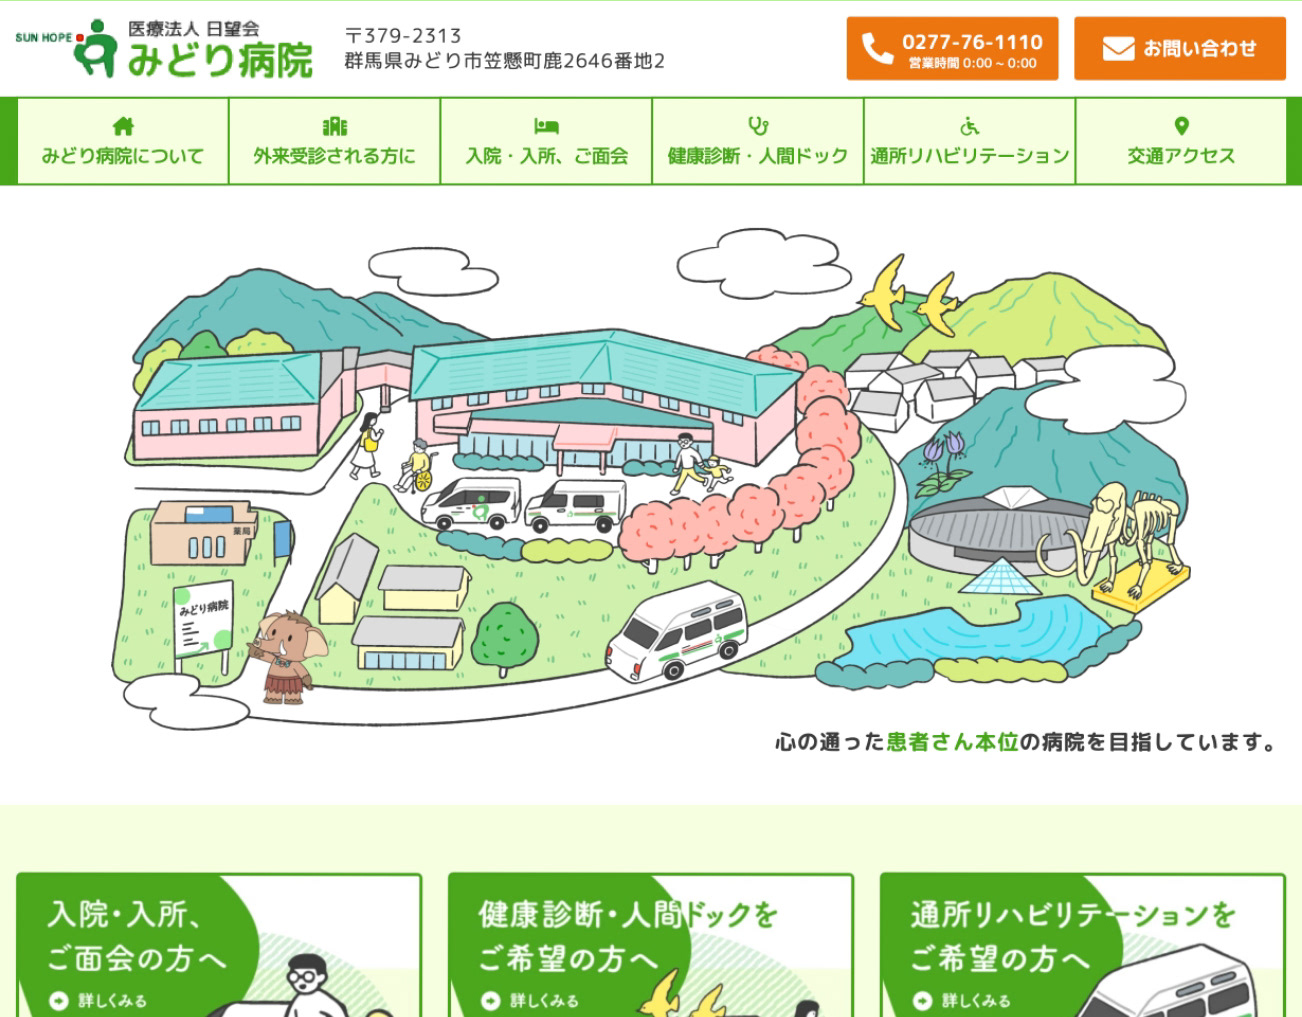 SUN HOPE
医療法人 日望会
みどり病院
〒379-2313
群馬県みどり市笠懸町鹿2646番地2
0277-76-1110
営業時間 0:00 ~ 0:00
お問い合わせ
みどり病院について
外来受診される方に
入院・入所、ご面会
健康診断・人間ドック
通所リハビリテーション
交通アクセス
薬局
みどり病院
心の通った患者さん本位の病院を目指しています。
入院・入所、
ご面会の方へ
詳しくみる
健康診断・人間ドックを
ご希望の方へ
詳しくみる
通所リハビリテーションを
ご希望の方へ
詳しくみる